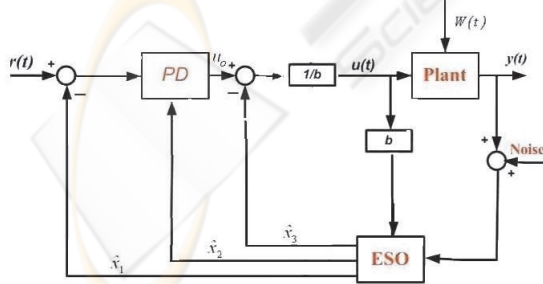 W(t)
r(t)
+
−
PD
u₀
+
−
1/b
u(t)
Plant
y(t)
b
+
Noise
+
x̂₃
x̂₂
x̂₁
ESO